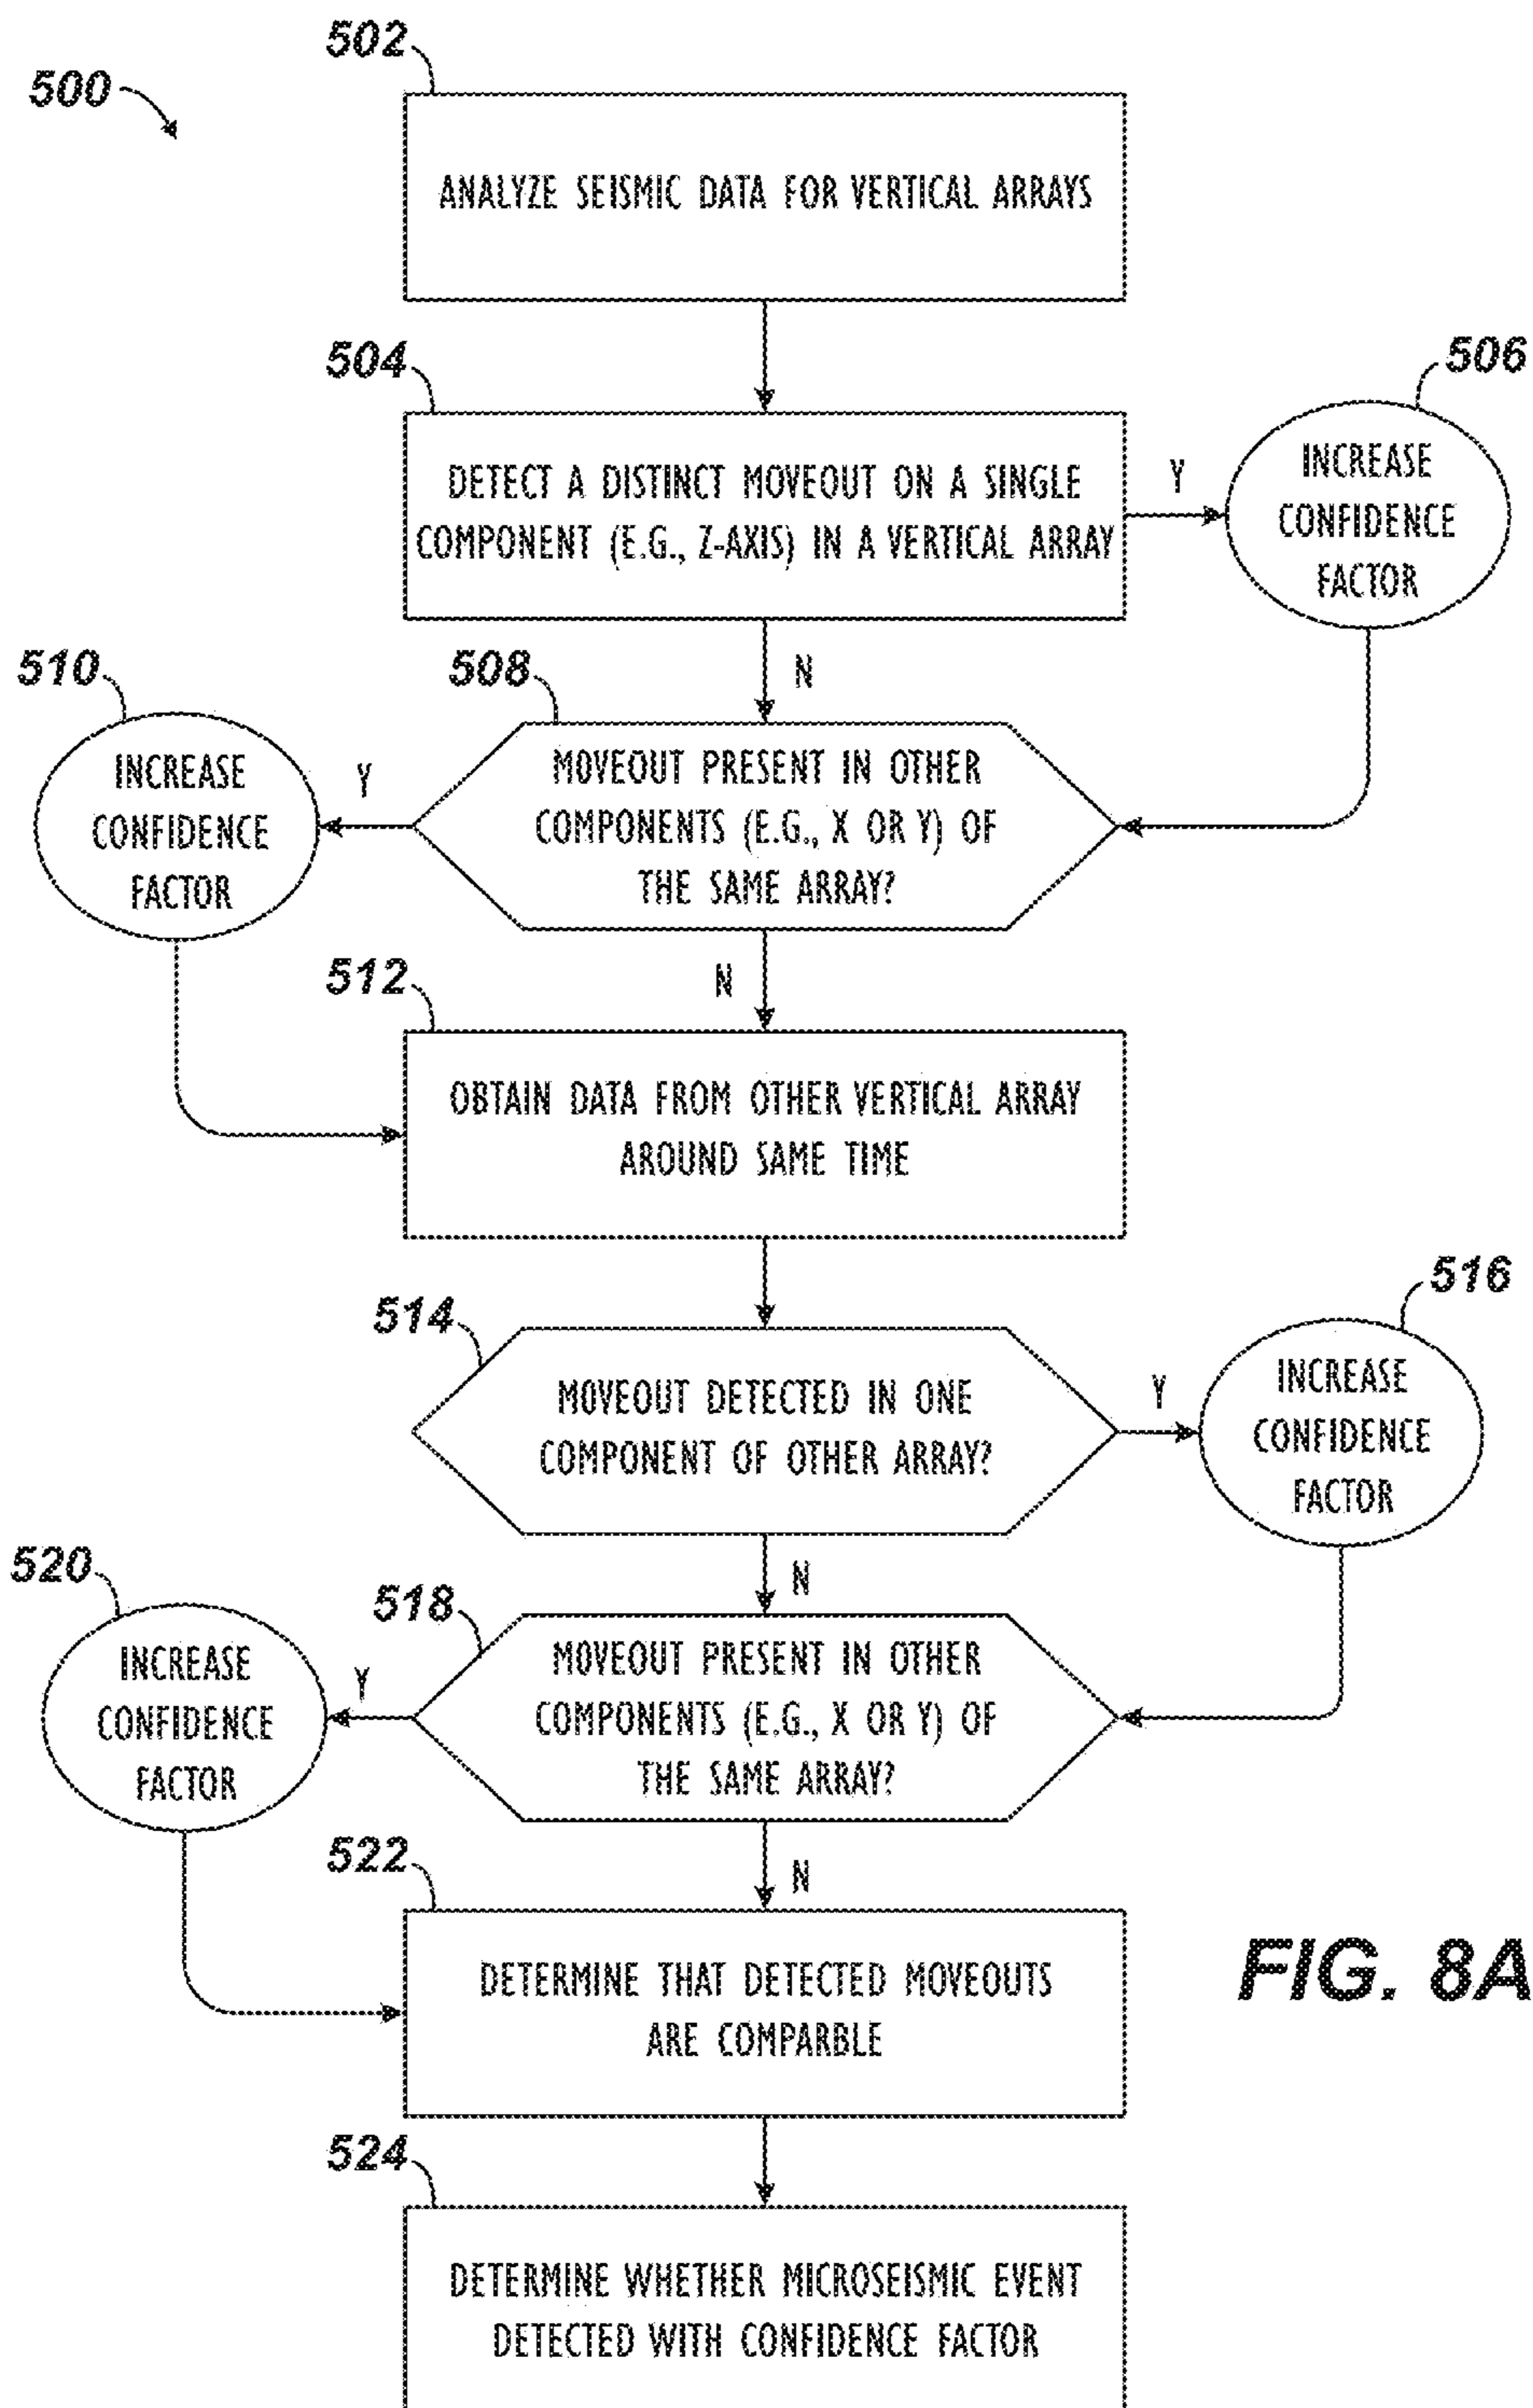 502
500
ANALYZE SEISMIC DATA FOR VERTICAL ARRAYS
504
506
DETECT A DISTINCT MOVEOUT ON A SINGLE
COMPONENT (E.G., Z-AXIS) IN A VERTICAL ARRAY
Y
INCREASE
CONFIDENCE
FACTOR
N
510
508
INCREASE
CONFIDENCE
FACTOR
Y
MOVEOUT PRESENT IN OTHER
COMPONENTS (E.G., X OR Y) OF
THE SAME ARRAY?
N
512
OBTAIN DATA FROM OTHER VERTICAL ARRAY
AROUND SAME TIME
514
516
MOVEOUT DETECTED IN ONE
COMPONENT OF OTHER ARRAY?
Y
INCREASE
CONFIDENCE
FACTOR
N
520
518
INCREASE
CONFIDENCE
FACTOR
Y
MOVEOUT PRESENT IN OTHER
COMPONENTS (E.G., X OR Y) OF
THE SAME ARRAY?
N
522
DETERMINE THAT DETECTED MOVEOUTS
ARE COMPARBLE
FIG. 8A
524
DETERMINE WHETHER MICROSEISMIC EVENT
DETECTED WITH CONFIDENCE FACTOR